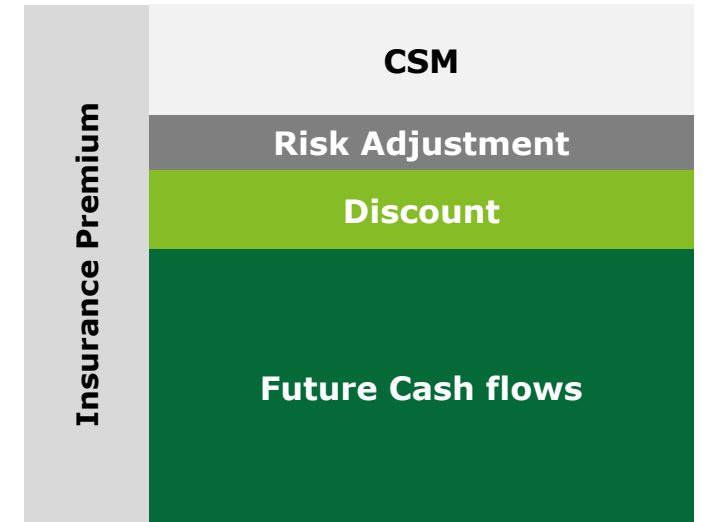 Insurance Premium
CSM
Risk Adjustment
Discount
Future Cash flows